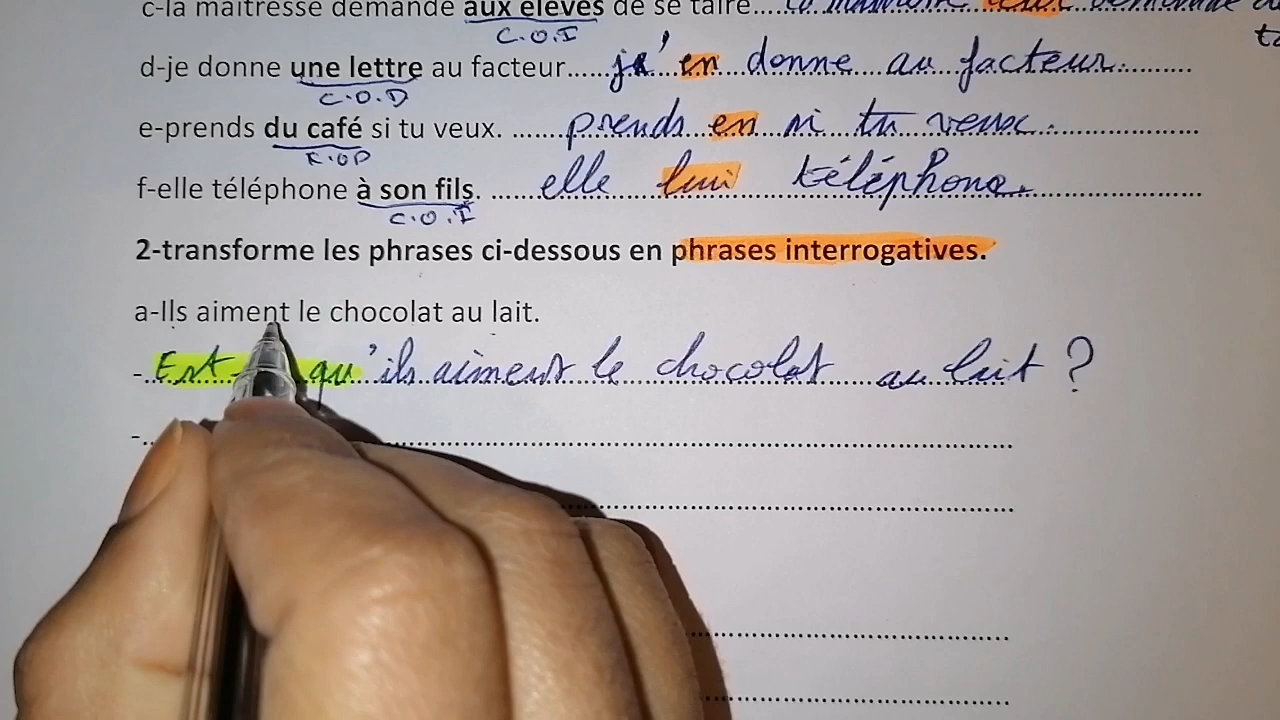 c-la maitresse demande aux élèves de se taire.... la demande
C.O.I
d-je donne une lettre au facteur..... j'en donne au facteur.
C.O.D
e-prends du café si tu veux. ...... prends en si tu veux.
C.O.D
f-elle téléphone à son fils. ..... elle lui téléphone.
C.O.I
2-transforme les phrases ci-dessous en phrases interrogatives.
a-Ils aiment le chocolat au lait.
-Est- qu'ils aiment le chocolat au lait ?
-